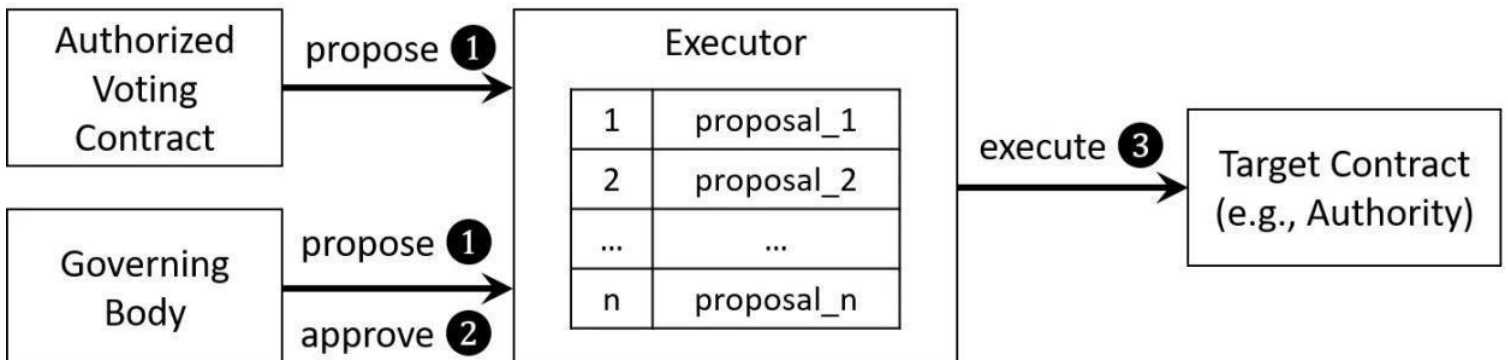 Authorized
Voting
Contract
propose ❶
Governing
Body
propose ❶
approve ❷
Executor
1 proposal_1
2 proposal_2
... ...
n proposal_n
execute ❸
Target Contract
(e.g., Authority)